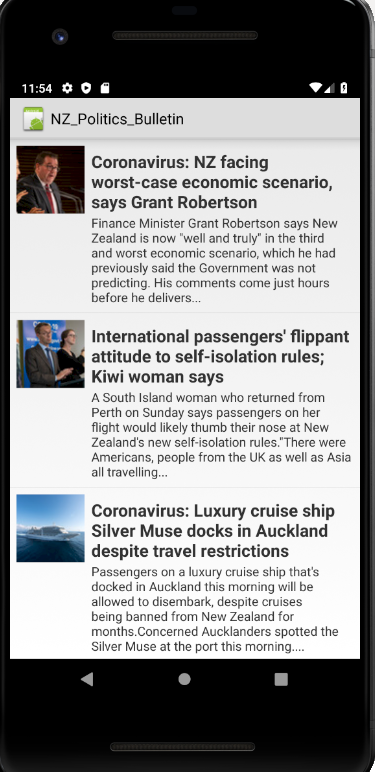 11:54
NZ_Politics_Bulletin
Coronavirus: NZ facing
worst-case economic scenario,
says Grant Robertson
Finance Minister Grant Robertson says New
Zealand is now "well and truly" in the third
and worst economic scenario, which he had
previously said the Government was not
predicting. His comments come just hours
before he delivers...
International passengers' flippant
attitude to self-isolation rules;
Kiwi woman says
A South Island woman who returned from
Perth on Sunday says passengers on her
flight would likely thumb their nose at New
Zealand's new self-isolation rules."There were
Americans, people from the UK as well as Asia
all travelling...
Coronavirus: Luxury cruise ship
Silver Muse docks in Auckland
despite travel restrictions
Passengers on a luxury cruise ship that's
docked in Auckland this morning will be
allowed to disembark, despite cruises
being banned from New Zealand for
months.Concerned Aucklanders spotted the
Silver Muse at the port this morning....